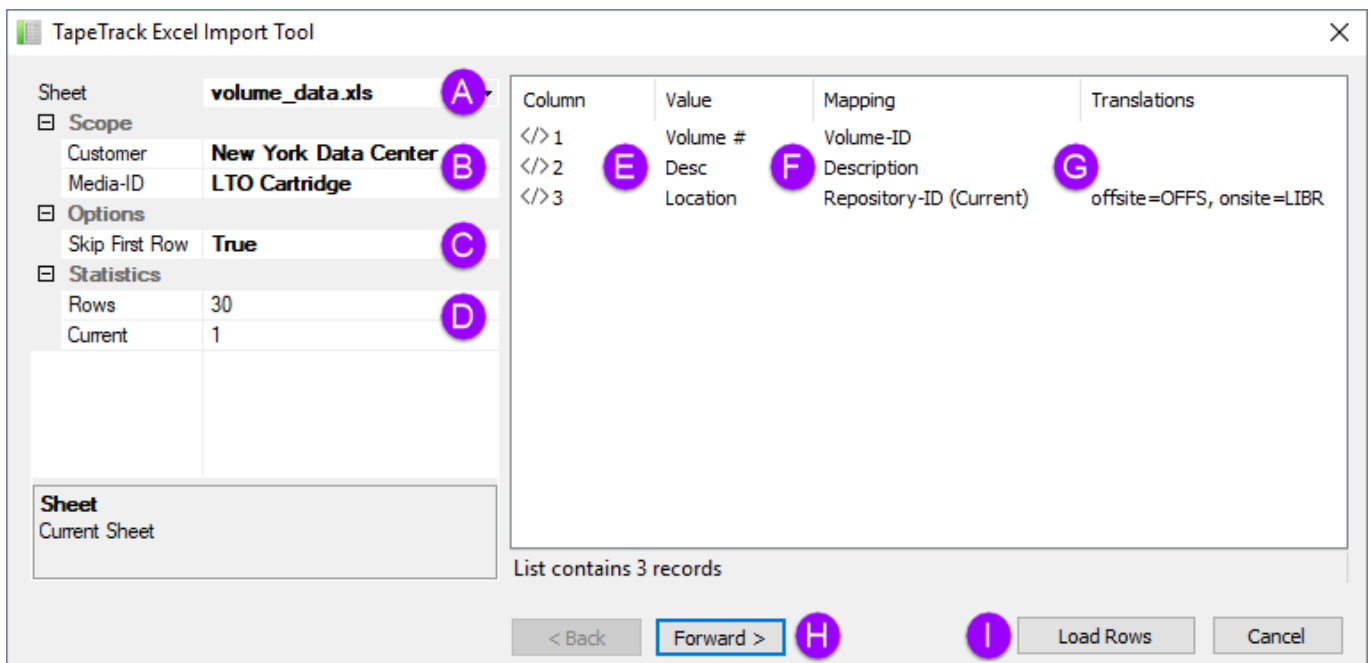 TapeTrack Excel Import Tool
Sheet volume_data.xls A
Scope
Customer New York Data Center
B
Media-ID LTO Cartridge
Options
Skip First Row True C
Statistics
Rows 30
D
Current 1
Sheet
Current Sheet
Column Value Mapping Translations
</> 1 Volume # Volume-ID
</> 2 E Desc F Description G
</> 3 Location Repository-ID (Current) offsite=OFFS, onsite=LIBR
List contains 3 records
< Back Forward > H I Load Rows Cancel